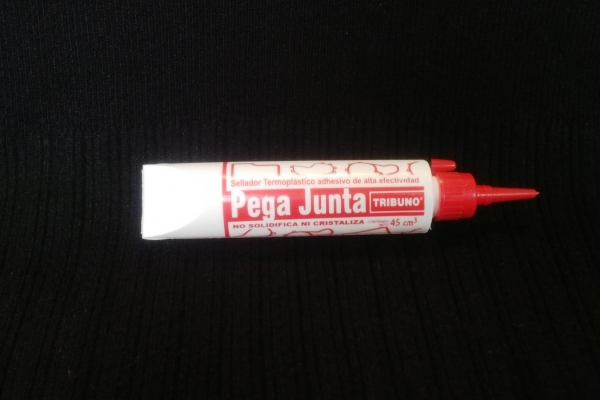 Sellador Termoplástico adhesivo de alta efectividad
Pega Junta TRIBUNO®
NO SOLIDIFICA NI CRISTALIZA 45 cm³